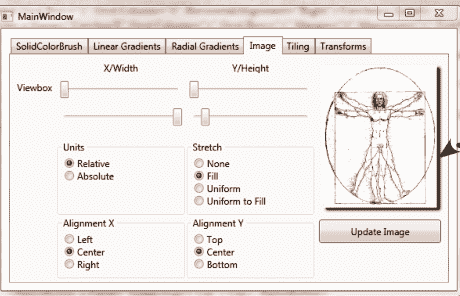 MainWindow
SolidColorBrush Linear Gradients Radial Gradients Image Tiling Transforms
X/Width Y/Height
Viewbox
Units Stretch
Relative None
Absolute Fill
Uniform
Uniform to Fill
Alignment X Alignment Y
Left Top
Center Center
Right Bottom
Update Image